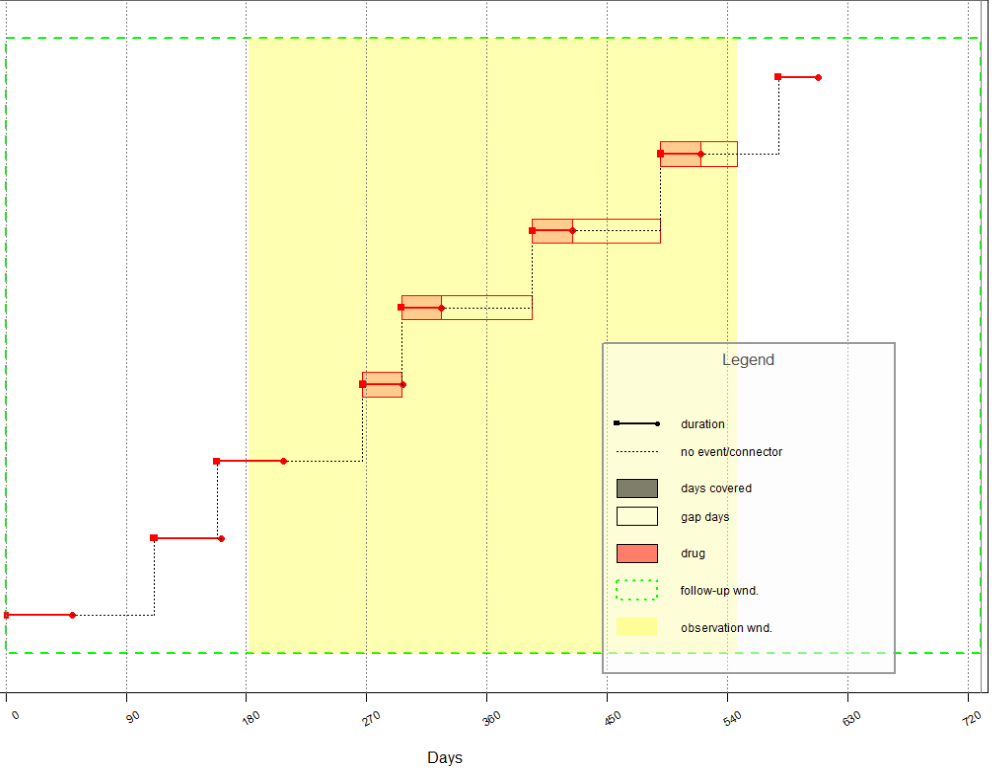 Legend
duration
no event/connector
days covered
gap days
drug
follow-up wnd.
observation wnd.
0 90 180 270 360 450 540 630 720
Days